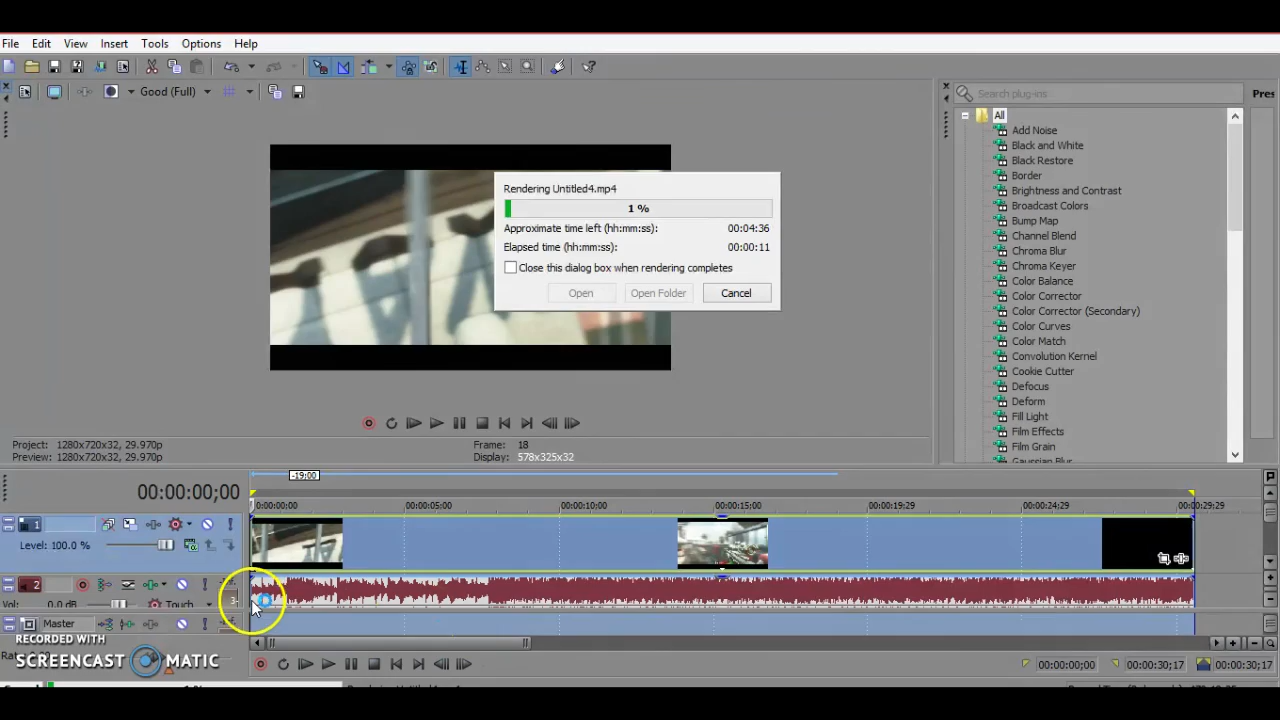 File Edit View Insert Tools Options Help
Good (Full)
Search plug-ins...
Pres
All
Add Noise
Black and White
Black Restore
Border
Brightness and Contrast
Broadcast Colors
Bump Map
Channel Blend
Chroma Blur
Chroma Keyer
Color Balance
Color Corrector
Color Corrector (Secondary)
Color Curves
Color Match
Convolution Kernel
Cookie Cutter
Defocus
Deform
Fill Light
Film Effects
Film Grain
Gaussian Blur
Rendering Untitled4.mp4
1 %
Approximate time left (hh:mm:ss): 00:04:36
Elapsed time (hh:mm:ss): 00:00:11
Close this dialog box when rendering completes
Open Open Folder Cancel
Project: 1280x720x32, 29.970p
Preview: 1280x720x32, 29.970p
Frame: 18
Display: 578x325x32
-19:00
00:00:00;00
00:00:00 00:00:05;00 00:00:10;00 00:00:15;00 00:00:19;29 00:00:24;29 00:00:29;29
1
Level: 100.0 %
2
Vol: 0.0 dB Touch
3
Master
RECORDED WITH
SCREENCAST MATIC
00:00:00;00 00:00:30;17 00:00:30;17
1 %